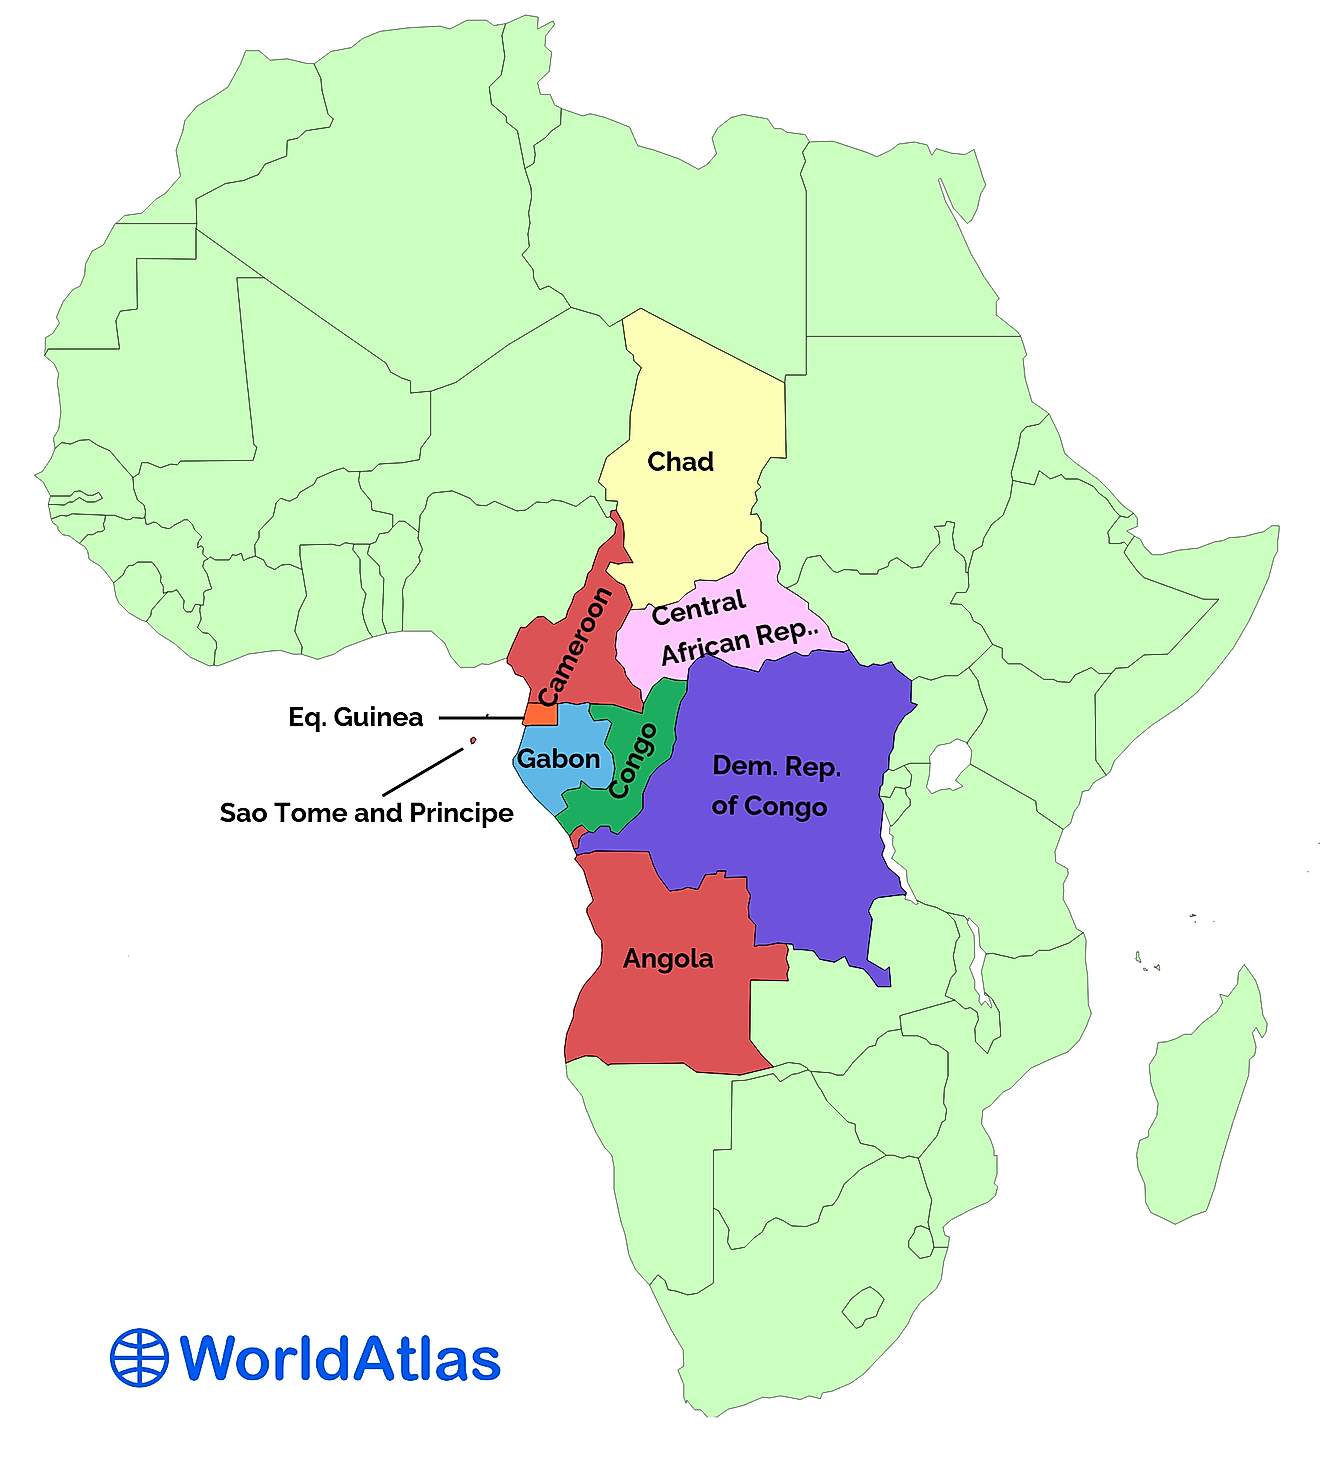 Chad
Central
African Rep..
Cameroon
Eq. Guinea
Gabon
Congo
Sao Tome and Principe
Dem. Rep.
of Congo
Angola
WorldAtlas